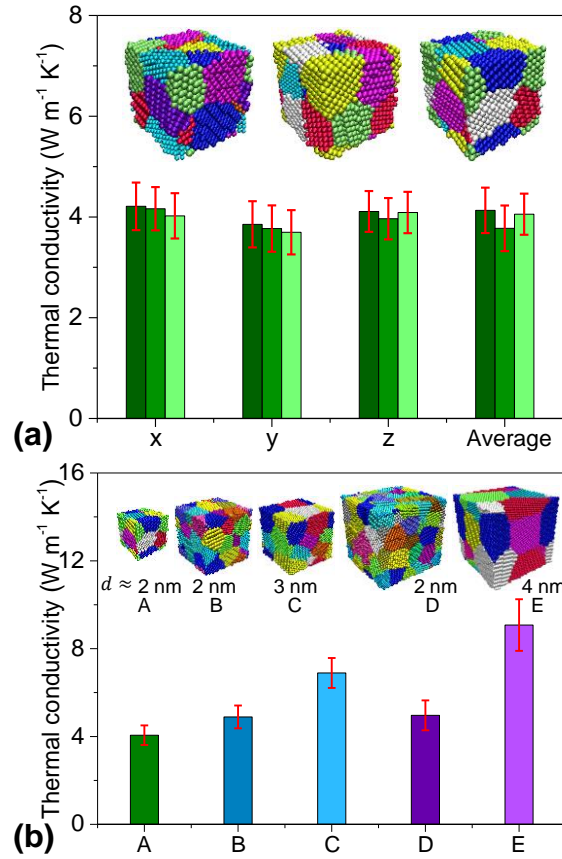 Thermal conductivity (W m⁻¹ K⁻¹)
8
6
4
2
0
x y z Average
(a)
Thermal conductivity (W m⁻¹ K⁻¹)
16
12
8
4
0
d ≈ 2 nm 2 nm 3 nm 2 nm 4 nm
A B C D E
A B C D E
(b)